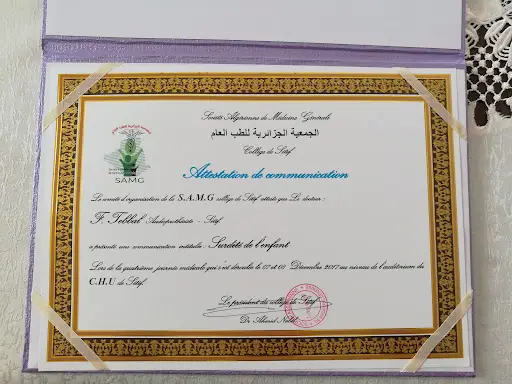 Société Algérienne de Médecine Générale
الجمعية الجزائرية للطب العام
Collège de Sétif
SAMG
Attestation de communication
Le comité d'organisation de la S.A.M.G collège de Sétif atteste que Le docteur :
F. Tebbal Audioprothésiste - Sétif
a présenté une communication intitulée : Surdités de l'enfant
Lors de la quatrième journée médicale qui s'est déroulée le 07 et 08 Décembre 2017 au niveau de l'auditorium du
C.H.U de Sétif.
Le président du collège de Sétif